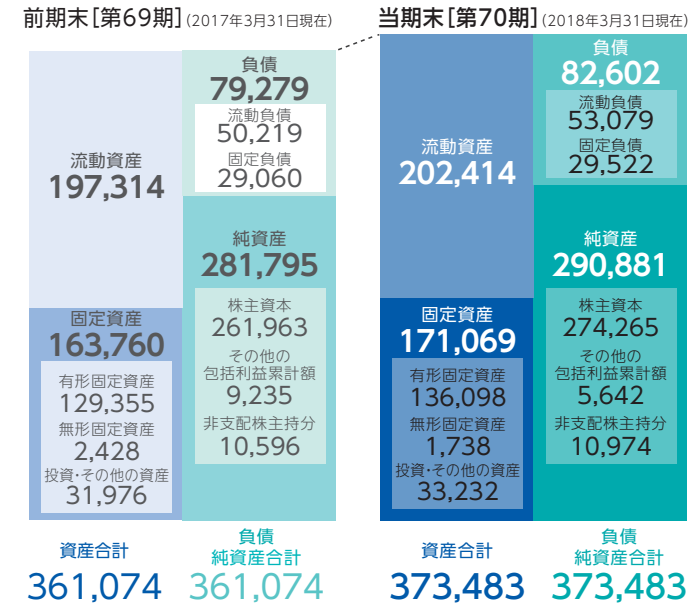 前期末[第69期](2017年3月31日現在)
流動資産
197,314
固定資産
163,760
有形固定資産
129,355
無形固定資産
2,428
投資・その他の資産
31,976
資産合計
361,074
負債
79,279
流動負債
50,219
固定負債
29,060
純資産
281,795
株主資本
261,963
その他の
包括利益累計額
9,235
非支配株主持分
10,596
負債
純資産合計
361,074
当期末[第70期](2018年3月31日現在)
流動資産
202,414
固定資産
171,069
有形固定資産
136,098
無形固定資産
1,738
投資・その他の資産
33,232
資産合計
373,483
負債
82,602
流動負債
53,079
固定負債
29,522
純資産
290,881
株主資本
274,265
その他の
包括利益累計額
5,642
非支配株主持分
10,974
負債
純資産合計
373,483